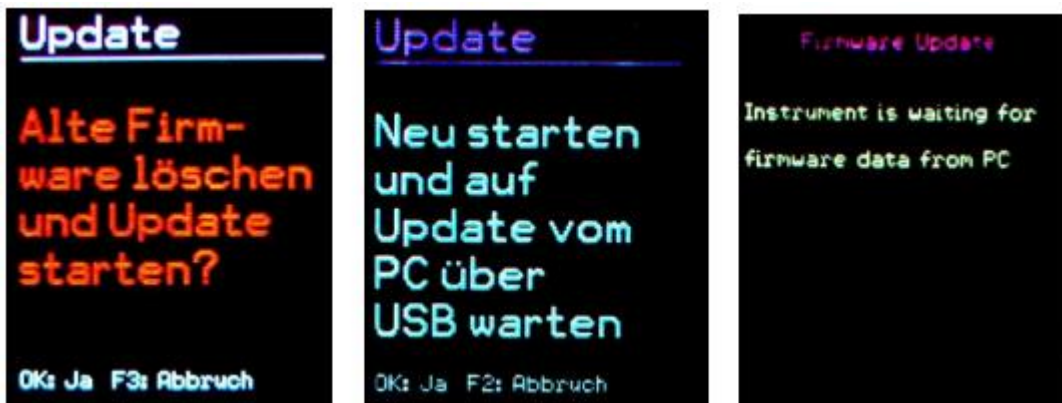 Update
Alte Firm-
ware löschen
und Update
starten?
OK: Ja F3: Abbruch
Update
Neu starten
und auf
Update vom
PC über
USB warten
OK: Ja F2: Abbruch
Firmware Update
Instrument is waiting for
firmware data from PC